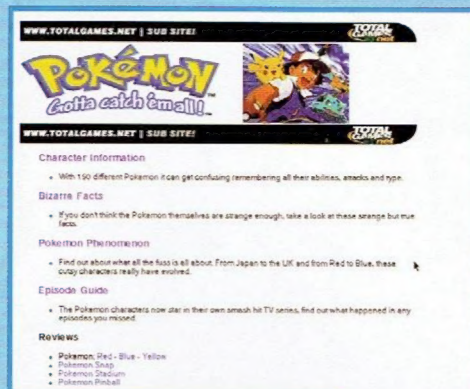 WWW.TOTALGAMES.NET | SUB SITE!
TOTAL GAMES net
POKéMON
Gotta catch 'em all!
WWW.TOTALGAMES.NET | SUB SITE!
TOTAL GAMES net
Character Information
With 150 different Pokemon it can get confusing remembering all their abilities, attacks and type.
Bizarre Facts
If you don't think the Pokemon themselves are strange enough, take a look at these strange but true
facts.
Pokemon Phenomenon
Find out about what all the fuss is all about. From Japan to the UK and from Red to Blue, these
cutsy characters really have evolved.
Episode Guide
The Pokemon characters now star in their own smash hit TV series, find out what happened in any
episodes you missed.
Reviews
Pokemon: Red - Blue - Yellow
Pokemon Snap
Pokemon Stadium
Pokemon Pinball